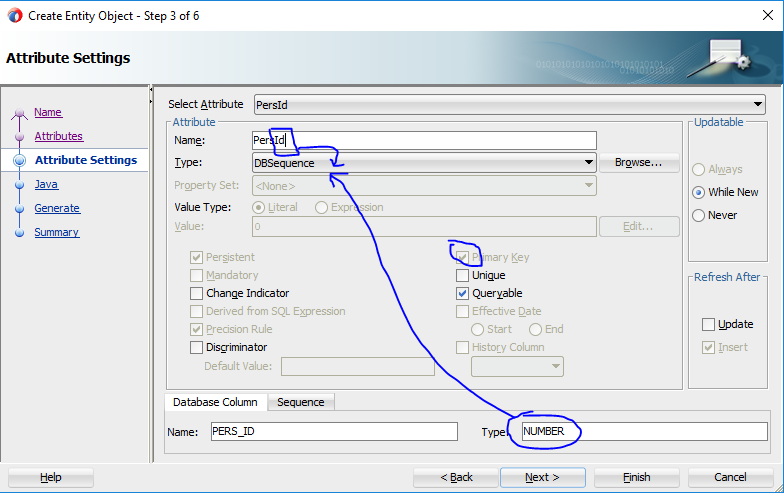 Create Entity Object - Step 3 of 6
Attribute Settings
Name
Attributes
Attribute Settings
Java
Generate
Summary
Select Attribute PersId
Attribute
Name: PersId
Type: DBSequence Browse...
Property Set: <None>
Value Type: Literal Expression
Value: 0 Edit...
Persistent Primary Key
Mandatory Unique
Change Indicator Queryable
Derived from SQL Expression Effective Date
Precision Rule Start End
Discriminator History Column
Default Value:
Updatable
Always
While New
Never
Refresh After
Update
Insert
Database Column Sequence
Name: PERS_ID Type: NUMBER
Help < Back Next > Finish Cancel